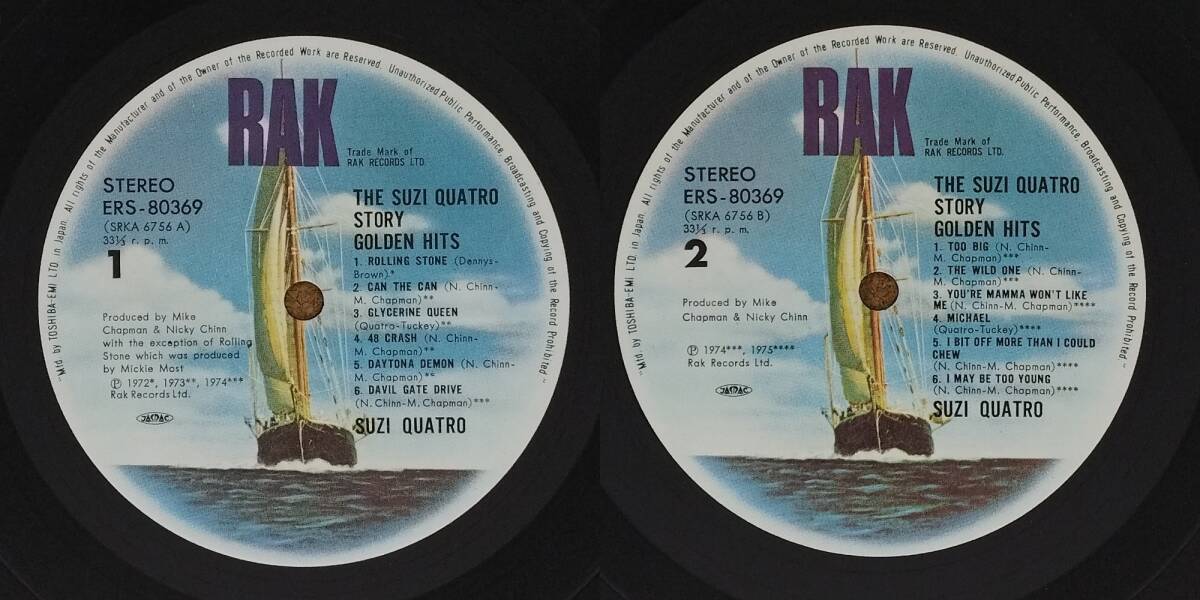 "Mfd by TOSHIBA-EMI LTD. in Japan. All rights of the Manufacturer and of the Owner of the Recorded Work are Reserved. Unauthorized Public Performance, Broadcasting and Copying of the Record Prohibited"
RAK
Trade Mark of
RAK RECORDS LTD.
STEREO
ERS-80369
(SRKA 6756 A)
33⅓ r. p. m.
1
THE SUZI QUATRO
STORY
GOLDEN HITS
1. ROLLING STONE (Dennys-
Brown).*
2. CAN THE CAN (N. Chinn-
M. Chapman)**
3. GLYCERINE QUEEN
(Quatro-Tuckey)**
4. 48 CRASH (N. Chinn-
M. Chapman)**
5. DAYTONA DEMON (N. Chinn-
M. Chapman)**
6. DAVIL GATE DRIVE
(N. Chinn-M. Chapman)***
SUZI QUATRO
Produced by Mike
Chapman & Nicky Chinn
with the exception of Rolling
Stone which was produced
by Mickie Most
Ⓟ 1972*, 1973**, 1974***
Rak Records Ltd.
JASRAC
"Mfd by TOSHIBA-EMI LTD. in Japan. All rights of the Manufacturer and of the Owner of the Recorded Work are Reserved. Unauthorized Public Performance, Broadcasting and Copying of the Record Prohibited"
RAK
Trade Mark of
RAK RECORDS LTD.
STEREO
ERS-80369
(SRKA 6756 B)
33⅓ r. p. m.
2
THE SUZI QUATRO
STORY
GOLDEN HITS
1. TOO BIG (N. Chinn-
M. Chapman)***
2. THE WILD ONE (N. Chinn-
M. Chapman)***
3. YOU'RE MAMMA WON'T LIKE
ME (N. Chinn-M. Chapman)****
4. MICHAEL
(Quatro-Tuckey)****
5. I BIT OFF MORE THAN I COULD
CHEW
(N. Chinn-M. Chapman)****
6. I MAY BE TOO YOUNG
(N. Chinn-M. Chapman)****
SUZI QUATRO
Produced by Mike
Chapman & Nicky Chinn
Ⓟ 1974***, 1975****
Rak Records Ltd.
JASRAC